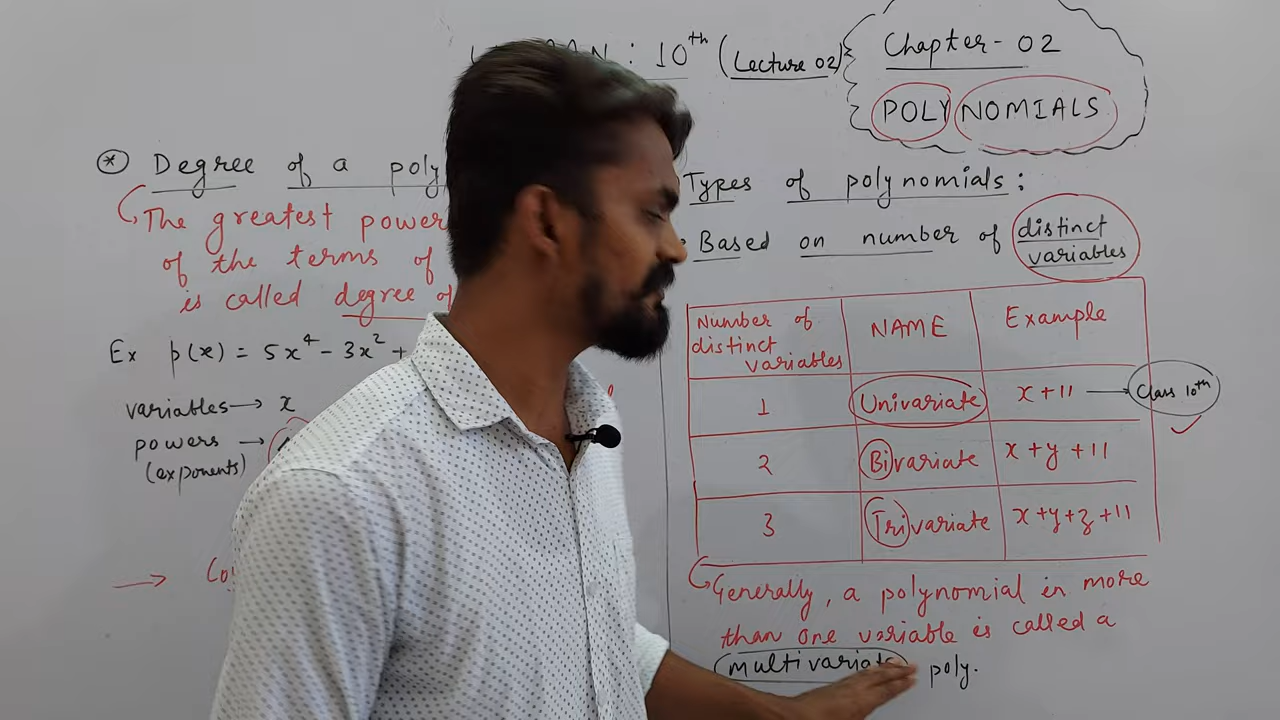 : 10th (Lecture 02)
Chapter - 02
POLYNOMIALS
* Degree of a poly
The greatest power
of the terms of
is called degree of
Ex p(x) = 5x⁴ - 3x² +
variables → x
powers →
(exponents)
→
Types of polynomials :
• Based on number of distinct variables
Number of distinct variables NAME Example
1 Univariate x + 11 → Class 10th ✓
2 Bivariate x + y + 11
3 Trivariate x + y + z + 11
Generally, a polynomial in more
than one variable is called a
multivariate poly.